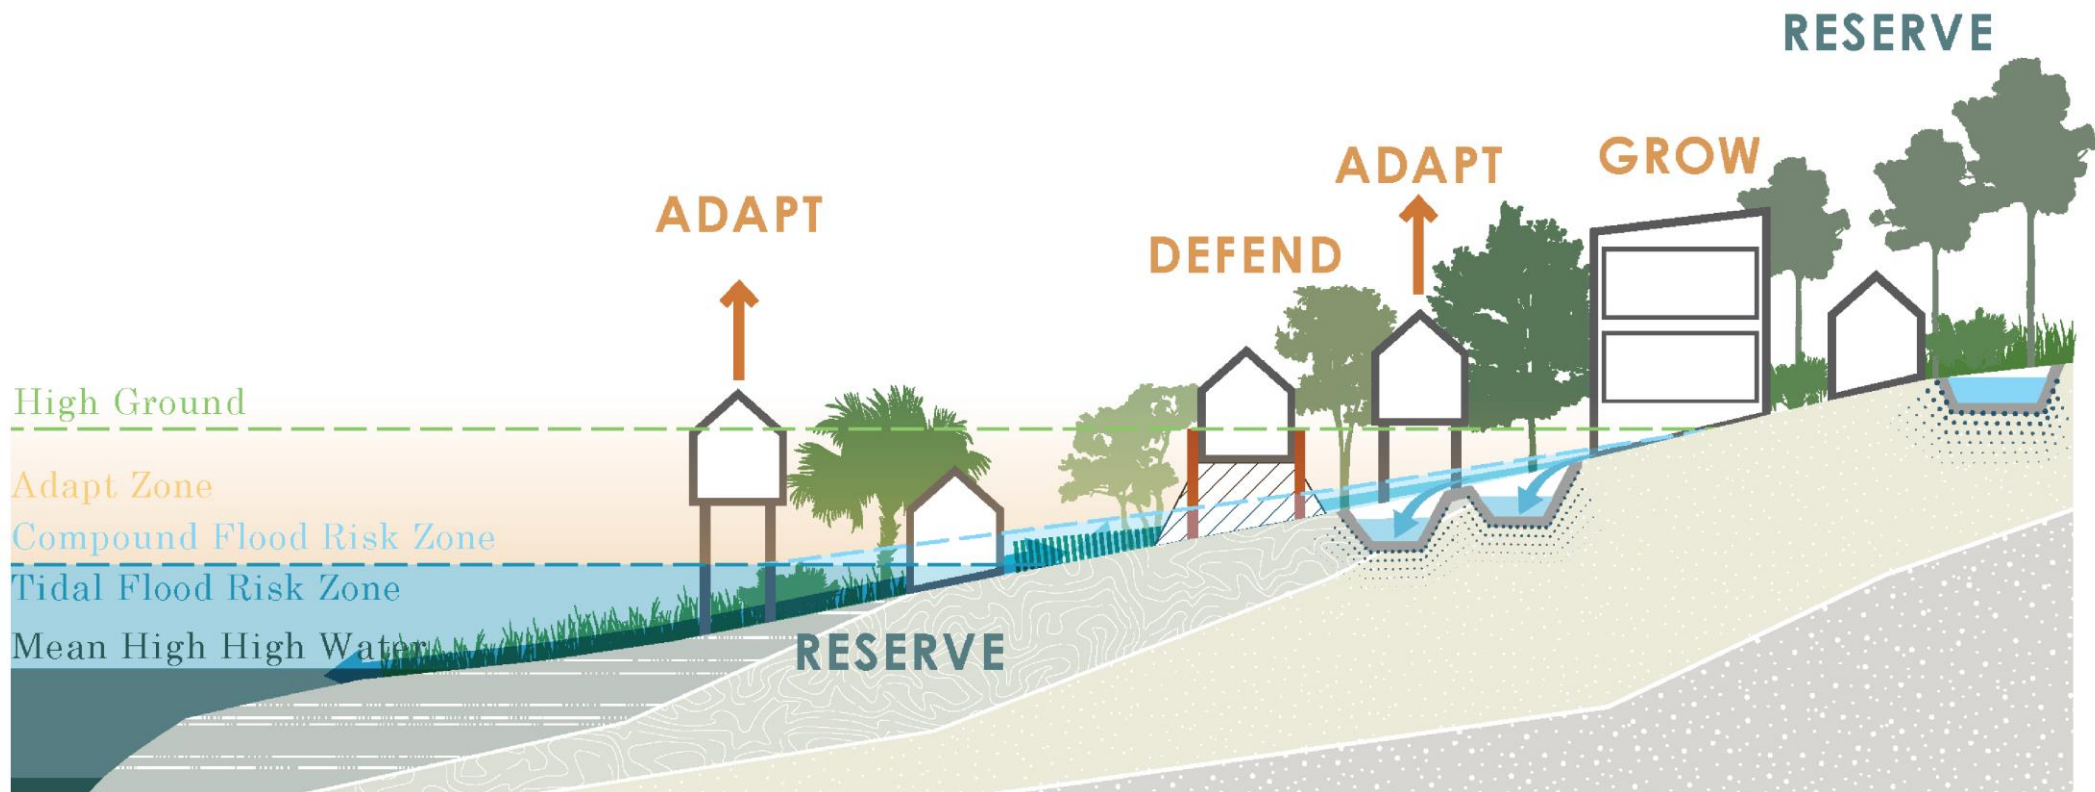 RESERVE
GROW
ADAPT
ADAPT
DEFEND
High Ground
Adapt Zone
Compound Flood Risk Zone
Tidal Flood Risk Zone
Mean High High Water
RESERVE